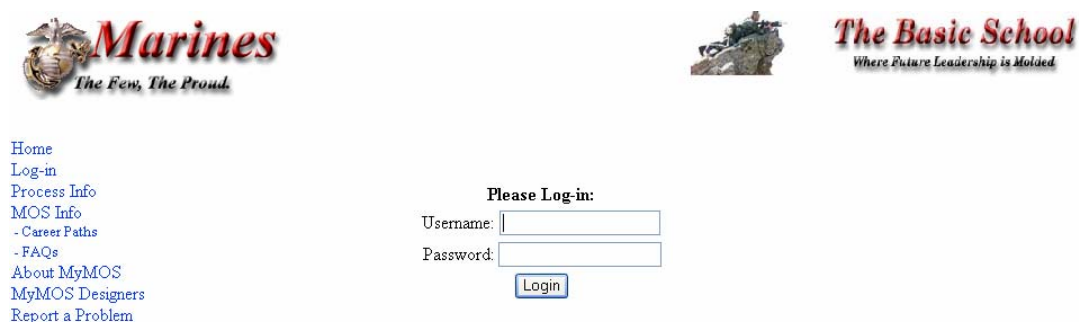 Marines
The Few, The Proud.
The Basic School
Where Future Leadership is Molded
Home
Log-in
Process Info
MOS Info
- Career Paths
- FAQs
About MyMOS
MyMOS Designers
Report a Problem
Please Log-in:
Username:
Password:
Login